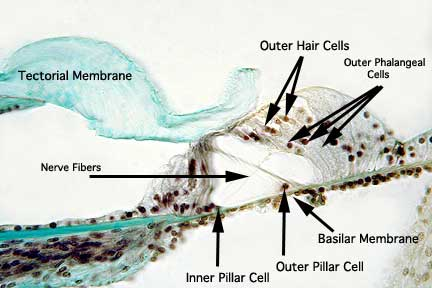 Outer Hair Cells
Outer Phalangeal
Cells
Tectorial Membrane
Nerve Fibers
Basilar Membrane
Outer Pillar Cell
Inner Pillar Cell